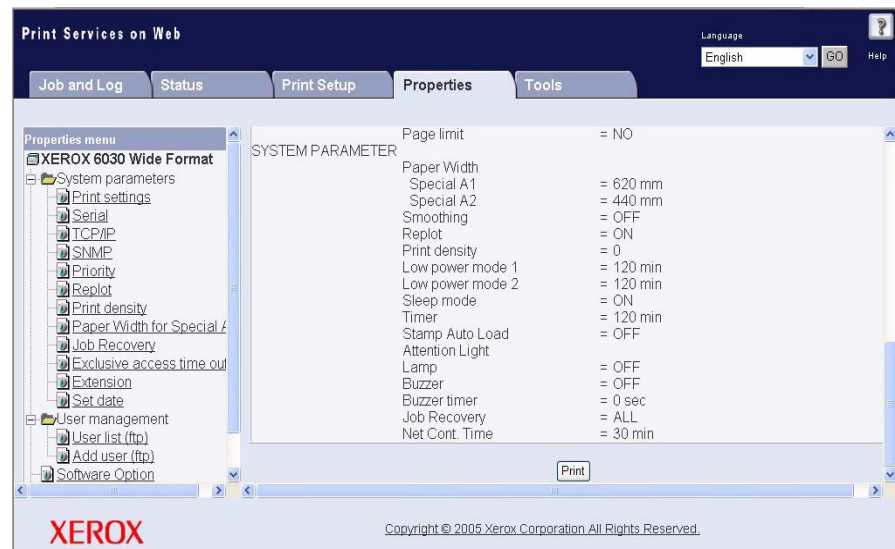 Print Services on Web
Language
English
GO
?
Help
Job and Log
Status
Print Setup
Properties
Tools
Properties menu
XEROX 6030 Wide Format
System parameters
Print settings
Serial
TCP/IP
SNMP
Priority
Replot
Print density
Paper Width for Special A
Job Recovery
Exclusive access time out
Extension
Set date
User management
User list (ftp)
Add user (ftp)
Software Option
Page limit = NO
SYSTEM PARAMETER
Paper Width
Special A1 = 620 mm
Special A2 = 440 mm
Smoothing = OFF
Replot = ON
Print density = 0
Low power mode 1 = 120 min
Low power mode 2 = 120 min
Sleep mode = ON
Timer = 120 min
Stamp Auto Load = OFF
Attention Light
Lamp = OFF
Buzzer = OFF
Buzzer timer = 0 sec
Job Recovery = ALL
Net Cont. Time = 30 min
Print
XEROX
Copyright © 2005 Xerox Corporation All Rights Reserved.